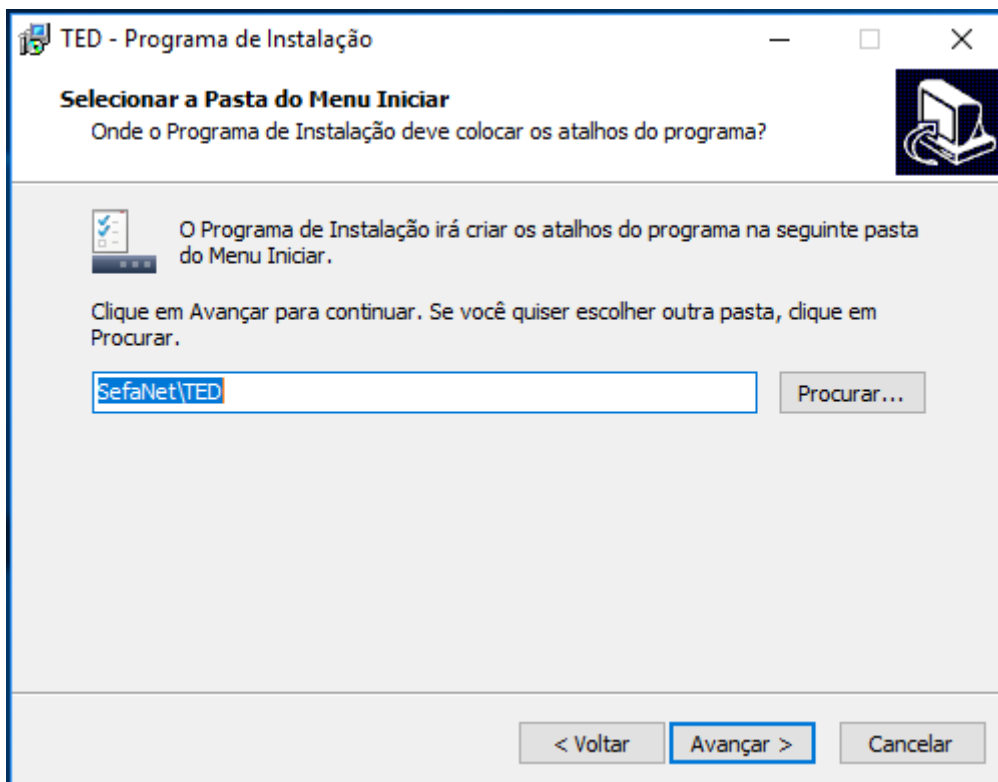 TED - Programa de Instalação
Selecionar a Pasta do Menu Iniciar
Onde o Programa de Instalação deve colocar os atalhos do programa?
O Programa de Instalação irá criar os atalhos do programa na seguinte pasta
do Menu Iniciar.
Clique em Avançar para continuar. Se você quiser escolher outra pasta, clique em
Procurar.
SefaNet\TED
Procurar...
< Voltar
Avançar >
Cancelar